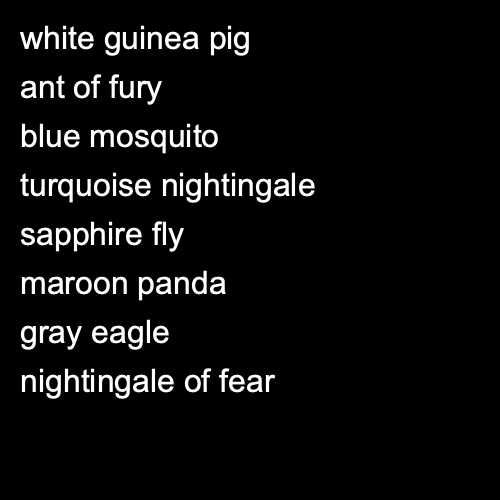 white guinea pig
ant of fury
blue mosquito
turquoise nightingale
sapphire fly
maroon panda
gray eagle
nightingale of fear